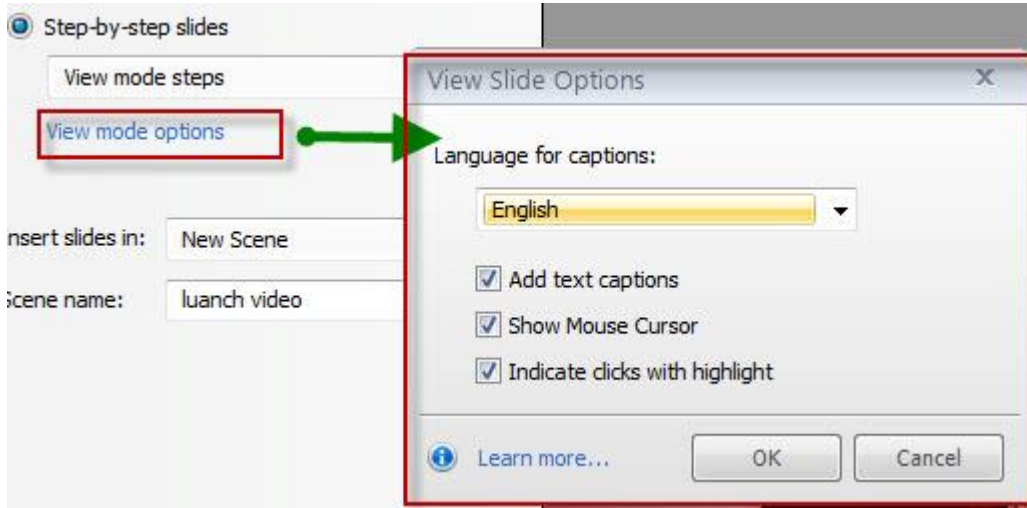 Step-by-step slides
View mode steps
View mode options
nsert slides in: New Scene
Scene name: luanch video
View Slide Options
Language for captions:
English
Add text captions
Show Mouse Cursor
Indicate clicks with highlight
Learn more...
OK
Cancel